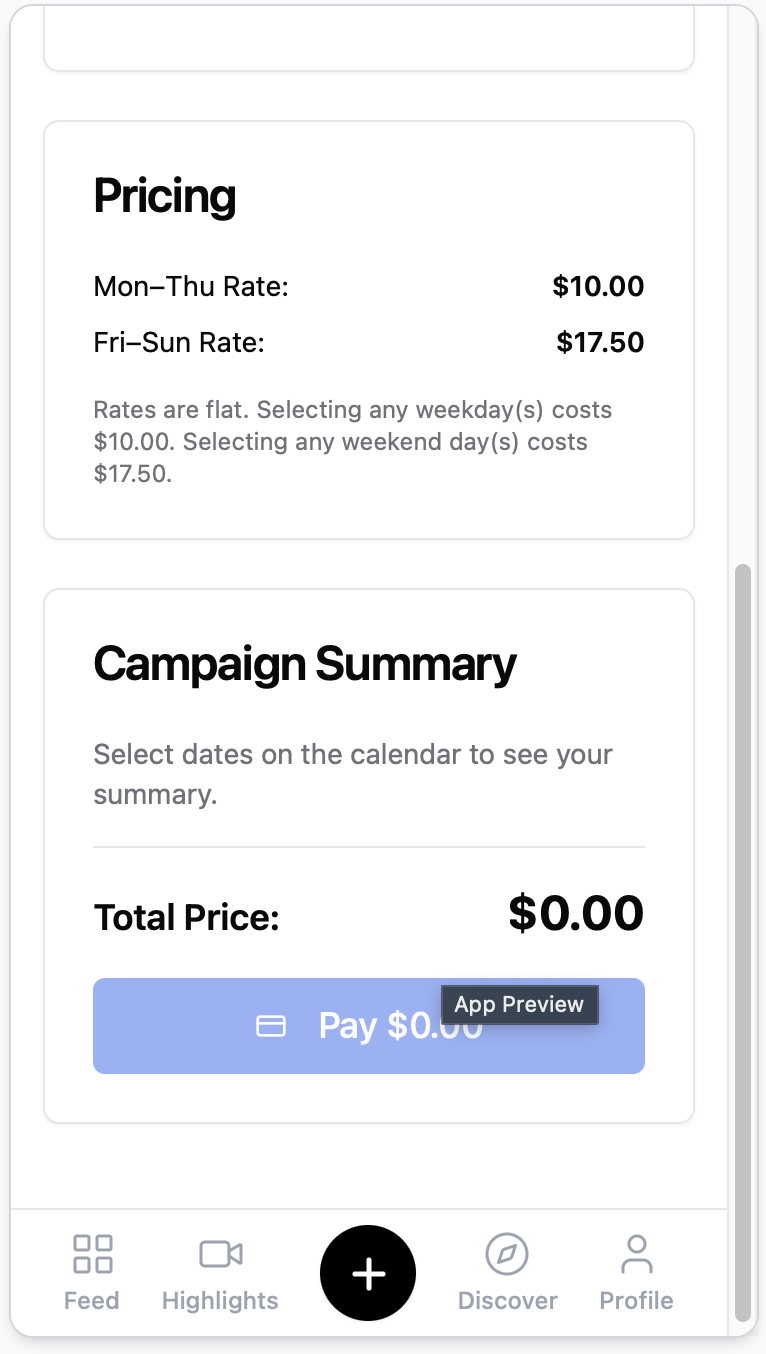 Pricing
Mon–Thu Rate: $10.00
Fri–Sun Rate: $17.50
Rates are flat. Selecting any weekday(s) costs
$10.00. Selecting any weekend day(s) costs
$17.50.
Campaign Summary
Select dates on the calendar to see your
summary.
Total Price: $0.00
Pay $0.00
App Preview
Feed Highlights Discover Profile